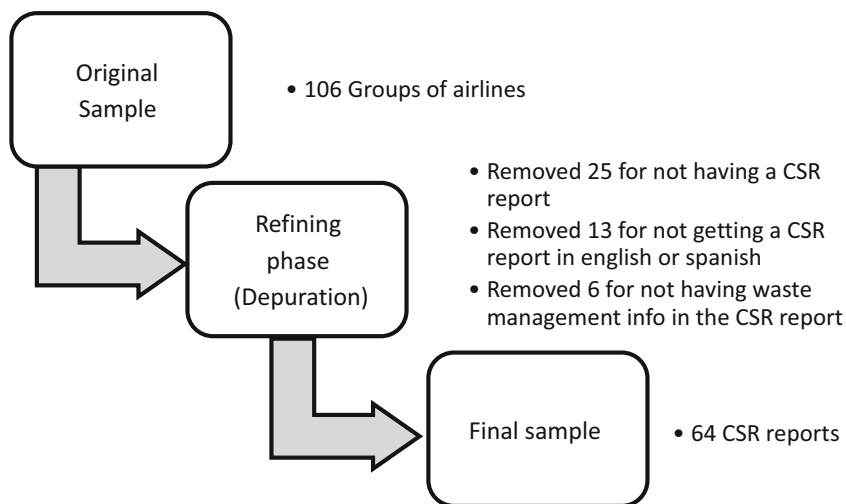 Original
Sample
• 106 Groups of airlines
Refining
phase
(Depuration)
• Removed 25 for not having a CSR
report
• Removed 13 for not getting a CSR
report in english or spanish
• Removed 6 for not having waste
management info in the CSR report
Final sample
• 64 CSR reports